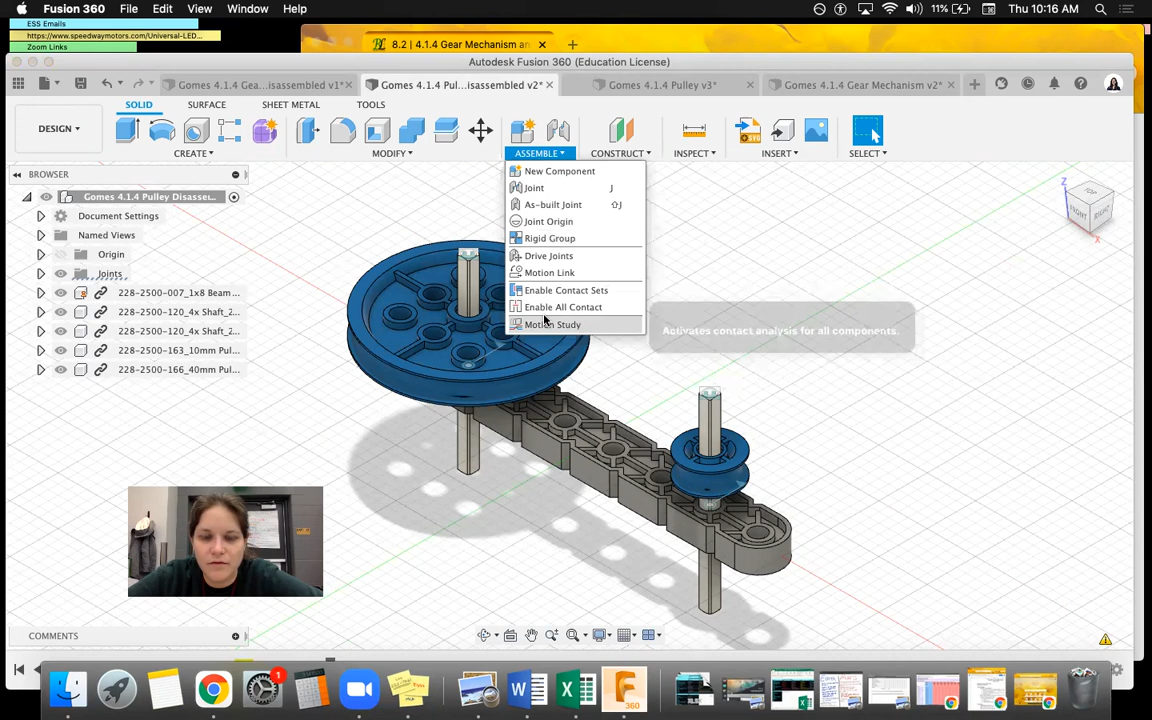 Fusion 360 File Edit View Window Help 11% Thu 10:16 AM
ESS Emails
https://www.speedwaymotors.com/Universal-LED...
Zoom Links
8.2 | 4.1.4 Gear Mechanism an
Autodesk Fusion 360 (Education License)
Gomes 4.1.4 Gea...isassembled v1* Gomes 4.1.4 Pul...isassembled v2* Gomes 4.1.4 Pulley v3* Gomes 4.1.4 Gear Mechanism v2*
SOLID SURFACE SHEET METAL TOOLS
DESIGN
CREATE MODIFY ASSEMBLE CONSTRUCT INSPECT INSERT SELECT
BROWSER
Gomes 4.1.4 Pulley Disassei...
Document Settings
Named Views
Origin
Joints
228-2500-007_1x8 Beam...
228-2500-120_4x Shaft_2...
228-2500-120_4x Shaft_2...
228-2500-163_10mm Pul...
228-2500-166_40mm Pul...
New Component
Joint J
As-built Joint ⇧J
Joint Origin
Rigid Group
Drive Joints
Motion Link
Enable Contact Sets
Enable All Contact
Motion Study
Activates contact analysis for all components.
Z
TOP
FRONT RIGHT
X
COMMENTS
1
W X F
360